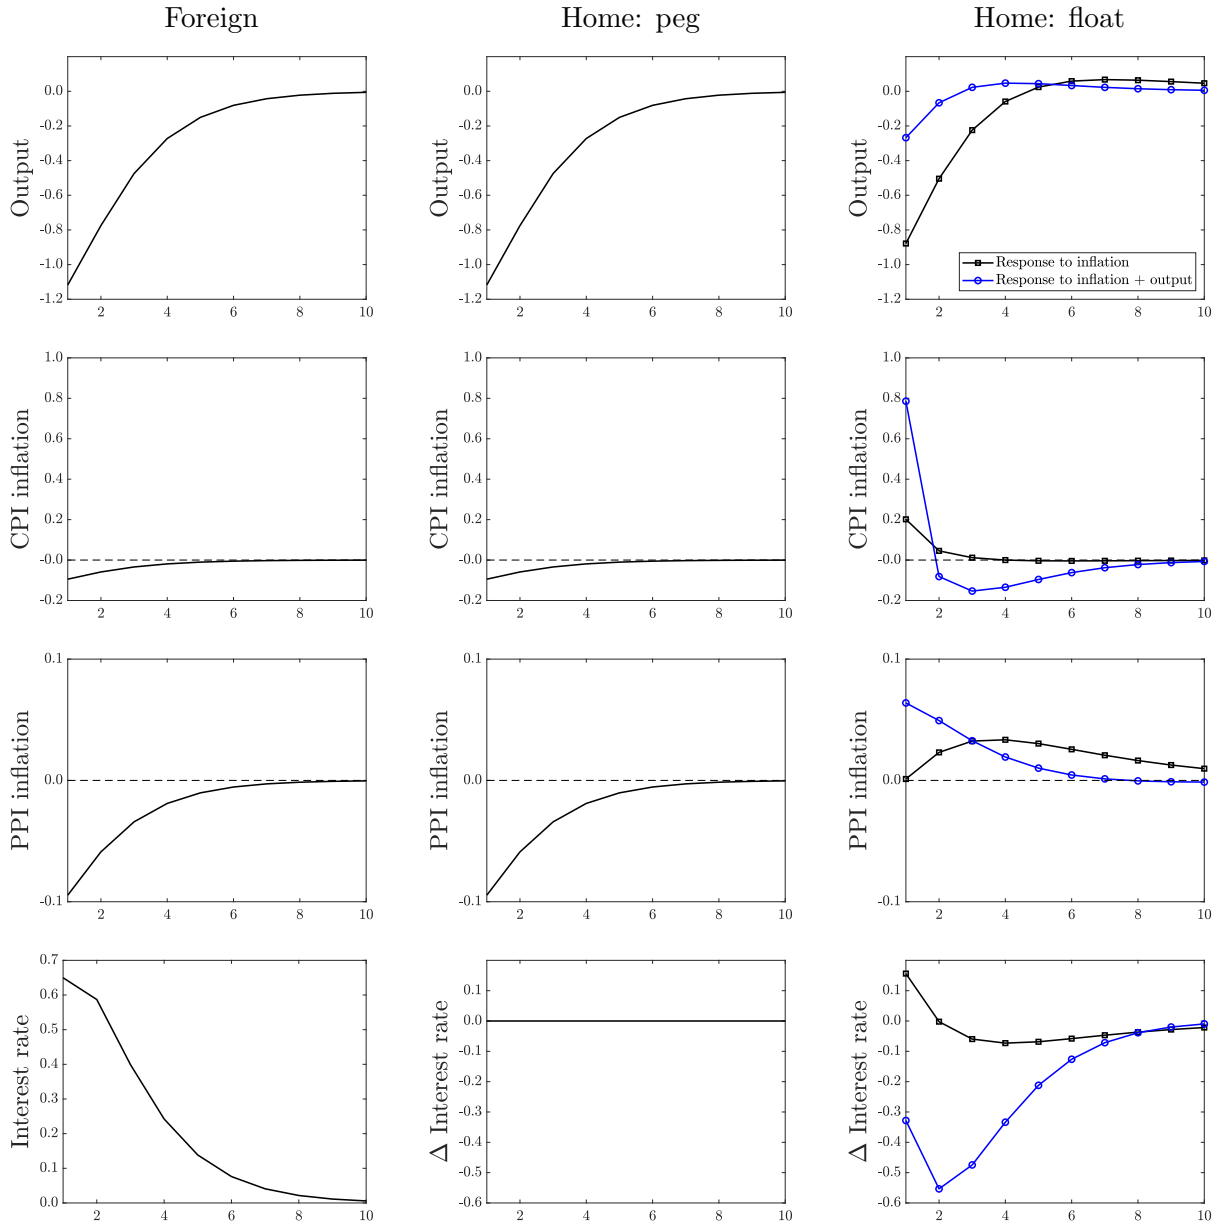 Foreign
Home: peg
Home: float
Output
0.0
-0.2
-0.4
-0.6
-0.8
-1.0
-1.2
2 4 6 8 10
Output
0.0
-0.2
-0.4
-0.6
-0.8
-1.0
-1.2
2 4 6 8 10
Output
0.0
-0.2
-0.4
-0.6
-0.8
-1.0
-1.2
Response to inflation
Response to inflation + output
2 4 6 8 10
CPI inflation
1.0
0.8
0.6
0.4
0.2
-0.0
-0.2
2 4 6 8 10
CPI inflation
1.0
0.8
0.6
0.4
0.2
-0.0
-0.2
2 4 6 8 10
CPI inflation
1.0
0.8
0.6
0.4
0.2
-0.0
-0.2
2 4 6 8 10
PPI inflation
0.1
0.0
-0.1
2 4 6 8 10
PPI inflation
0.1
0.0
-0.1
2 4 6 8 10
PPI inflation
0.1
0.0
-0.1
2 4 6 8 10
Interest rate
0.7
0.6
0.5
0.4
0.3
0.2
0.1
0.0
2 4 6 8 10
Δ Interest rate
0.1
0.0
-0.1
-0.2
-0.3
-0.4
-0.5
-0.6
2 4 6 8 10
Δ Interest rate
0.1
0.0
-0.1
-0.2
-0.3
-0.4
-0.5
-0.6
2 4 6 8 10